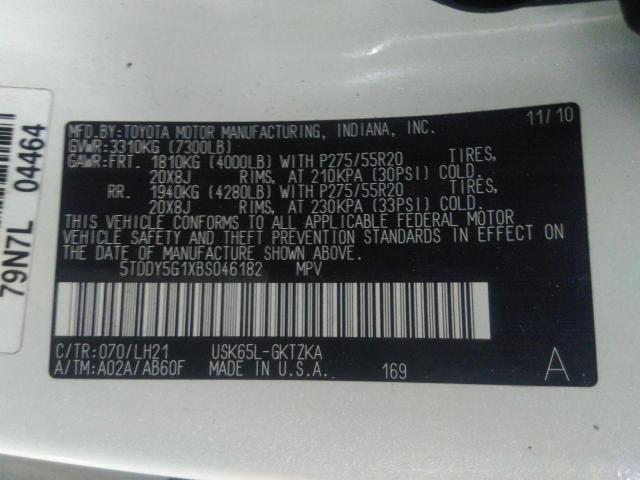 MFD.BY:TOYOTA MOTOR MANUFACTURING, INDIANA, INC. 11/10
GVWR:3310KG (7300LB)
GAWR:FRT. 1810KG (4000LB) WITH P275/55R20 TIRES,
20X8J RIMS, AT 210KPA (30PSI) COLD.
RR. 1940KG (4280LB) WITH P275/55R20 TIRES,
20X8J RIMS, AT 230KPA (33PSI) COLD.
THIS VEHICLE CONFORMS TO ALL APPLICABLE FEDERAL MOTOR
VEHICLE SAFETY AND THEFT PREVENTION STANDARDS IN EFFECT ON
THE DATE OF MANUFACTURE SHOWN ABOVE.
5TDDY5G1XBS046182 MPV
C/TR:070/LH21 USK65L-GKTZKA
A/TM:A02A/AB60F MADE IN U.S.A. 169 A
79N7L 04464